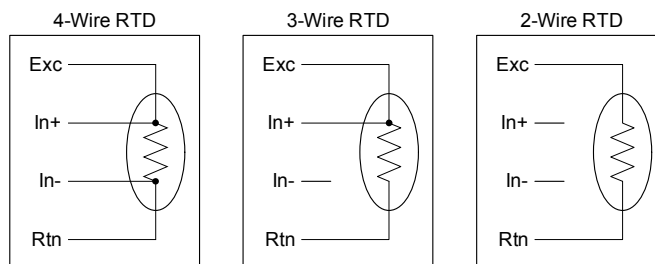 4-Wire RTD
Exc
In+
In-
Rtn
3-Wire RTD
Exc
In+
In-
Rtn
2-Wire RTD
Exc
In+
In-
Rtn